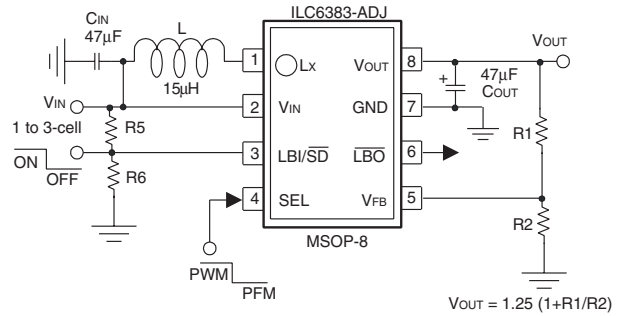 ILC6383-ADJ
CIN
47µF
L
15µH
1
LX
VOUT
8
VOUT
+
47µF
COUT
VIN
1 to 3-cell
2
VIN
GND
7
R5
R1
ON
OFF
3
LBI/S̅D̅
L̅B̅O̅
6
R6
4
SEL
VFB
5
R2
MSOP-8
PWM
PFM
VOUT = 1.25 (1+R1/R2)